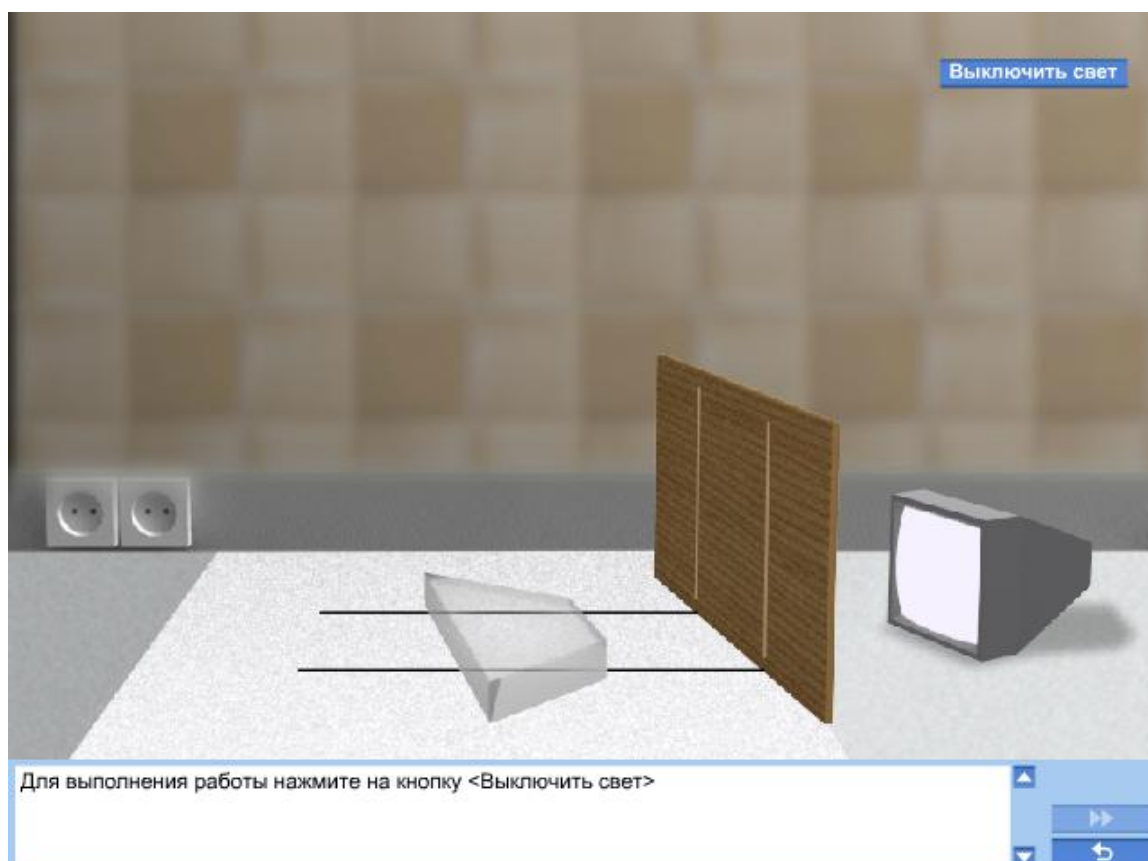 Выключить свет
Для выполнения работы нажмите на кнопку <Выключить свет>